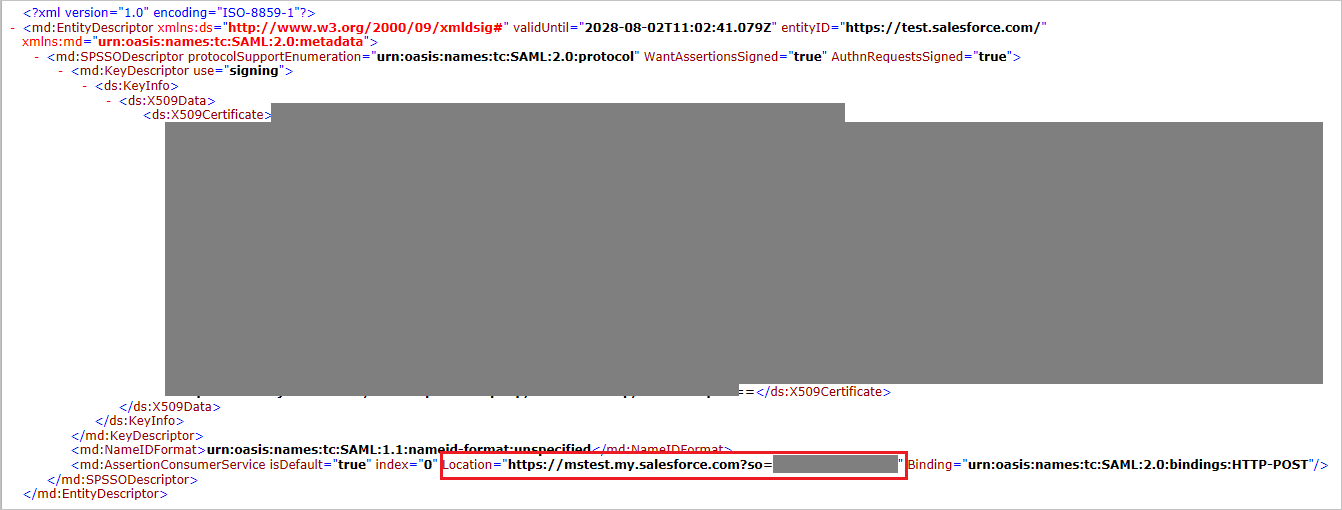 <?xml version="1.0" encoding="ISO-8859-1"?>
- <md:EntityDescriptor xmlns:ds="http://www.w3.org/2000/09/xmldsig#" validUntil="2028-08-02T11:02:41.079Z" entityID="https://test.salesforce.com/"
xmlns:md="urn:oasis:names:tc:SAML:2.0:metadata">
- <md:SPSSODescriptor protocolSupportEnumeration="urn:oasis:names:tc:SAML:2.0:protocol" WantAssertionsSigned="true" AuthnRequestsSigned="true">
- <md:KeyDescriptor use="signing">
- <ds:KeyInfo>
- <ds:X509Data>
<ds:X509Certificate>
==</ds:X509Certificate>
</ds:X509Data>
</ds:KeyInfo>
</md:KeyDescriptor>
<md:NameIDFormat>urn:oasis:names:tc:SAML:1.1:nameid-format:unspecified</md:NameIDFormat>
<md:AssertionConsumerService isDefault="true" index="0" Location="https://mstest.my.salesforce.com?so=" Binding="urn:oasis:names:tc:SAML:2.0:bindings:HTTP-POST"/>
</md:SPSSODescriptor>
</md:EntityDescriptor>